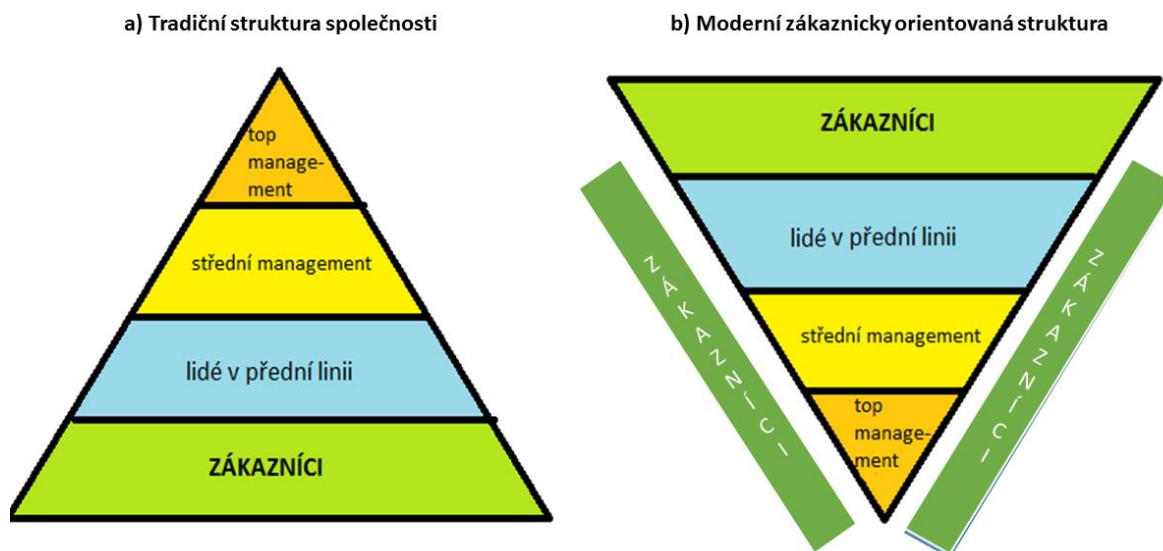 a) Tradiční struktura společnosti
top
manage-
ment
střední management
lidé v přední linii
ZÁKAZNÍCI
b) Moderní zákaznicky orientovaná struktura
ZÁKAZNÍCI
lidé v přední linii
střední management
top
manage-
ment
ZÁKAZNÍCI
ZÁKAZNÍCI